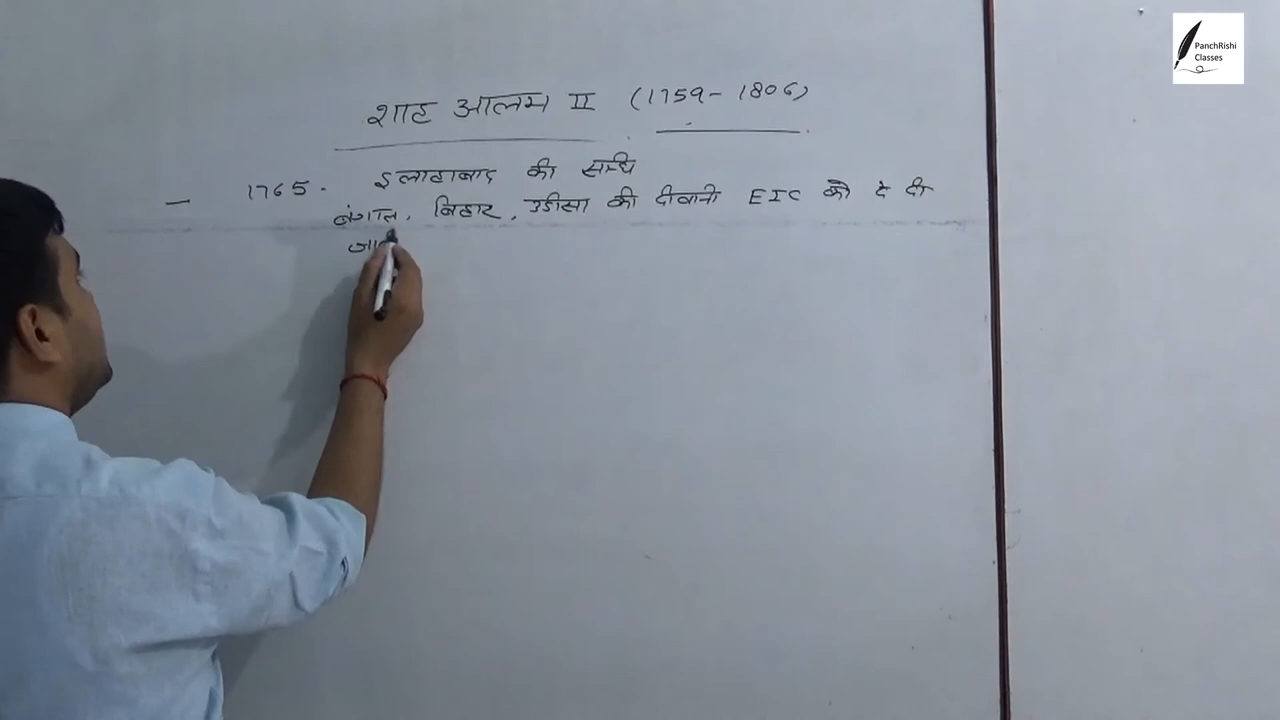 PanchRishi
Classes
शाह आलम II (1759 - 1806)
- 1765. इलाहाबाद की सन्धि
बंगाल, बिहार, उडीसा की दीवानी EIC को दे दी
जा